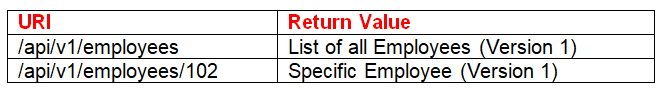 URI Return Value
/api/v1/employees List of all Employees (Version 1)
/api/v1/employees/102 Specific Employee (Version 1)